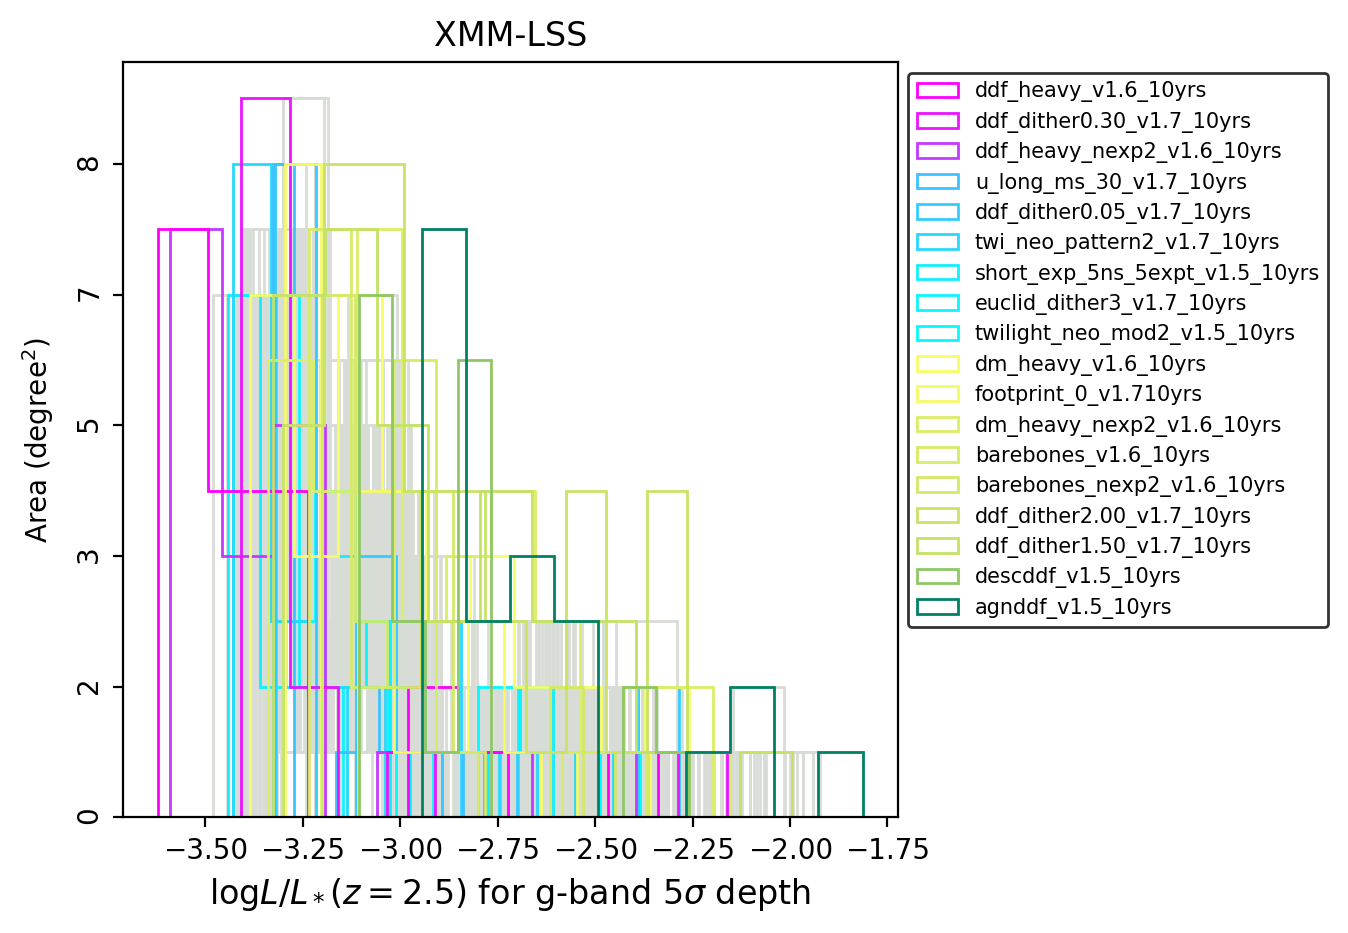 XMM-LSS
8
7
5
3
2
0
Area (degree²)
−3.50 −3.25 −3.00 −2.75 −2.50 −2.25 −2.00 −1.75
logL/L*(z = 2.5) for g-band 5σ depth
ddf_heavy_v1.6_10yrs
ddf_dither0.30_v1.7_10yrs
ddf_heavy_nexp2_v1.6_10yrs
u_long_ms_30_v1.7_10yrs
ddf_dither0.05_v1.7_10yrs
twi_neo_pattern2_v1.7_10yrs
short_exp_5ns_5expt_v1.5_10yrs
euclid_dither3_v1.7_10yrs
twilight_neo_mod2_v1.5_10yrs
dm_heavy_v1.6_10yrs
footprint_0_v1.710yrs
dm_heavy_nexp2_v1.6_10yrs
barebones_v1.6_10yrs
barebones_nexp2_v1.6_10yrs
ddf_dither2.00_v1.7_10yrs
ddf_dither1.50_v1.7_10yrs
descddf_v1.5_10yrs
agnddf_v1.5_10yrs